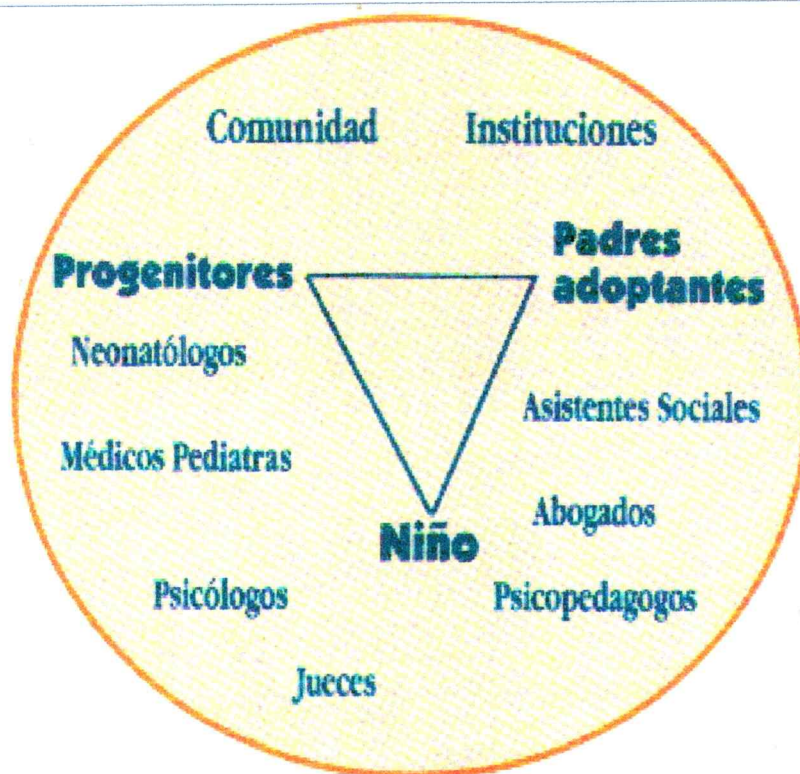 Comunidad Instituciones
Progenitores
Padres
adoptantes
Neonatólogos
Asistentes Sociales
Médicos Pediatras
Abogados
Niño
Psicólogos
Psicopedagogos
Jueces